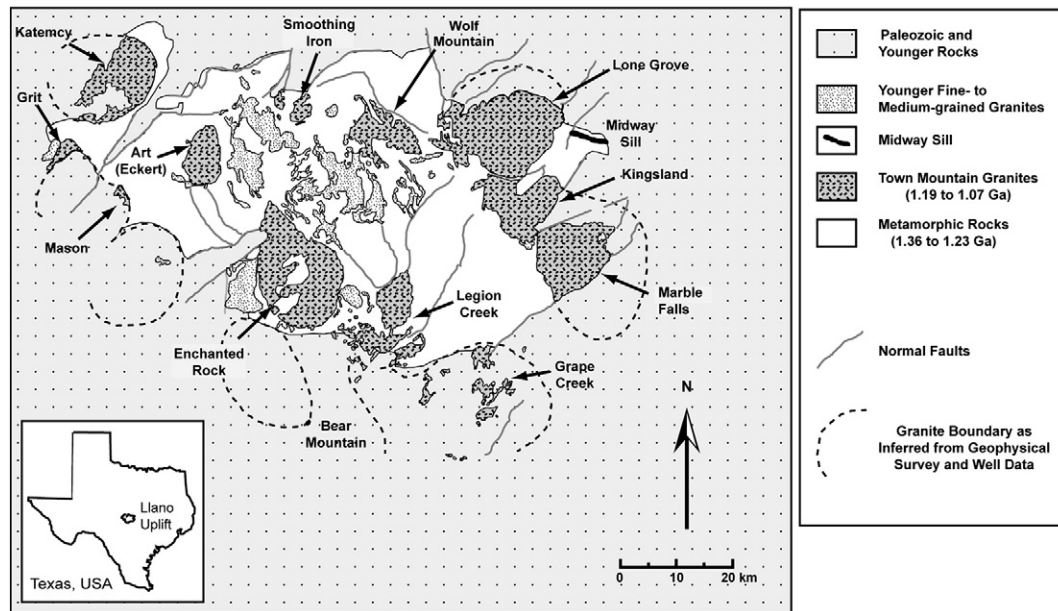 Katemcy
Smoothing
Iron
Wolf
Mountain
Lone Grove
Grit
Midway
Sill
Art
(Eckert)
Kingsland
Mason
Legion
Creek
Marble
Falls
Enchanted
Rock
Grape
Creek
Bear
Mountain
N
Llano
Uplift
Texas, USA
0 10 20 km
Paleozoic and
Younger Rocks
Younger Fine- to
Medium-grained Granites
Midway Sill
Town Mountain Granites
(1.19 to 1.07 Ga)
Metamorphic Rocks
(1.36 to 1.23 Ga)
Normal Faults
Granite Boundary as
Inferred from Geophysical
Survey and Well Data